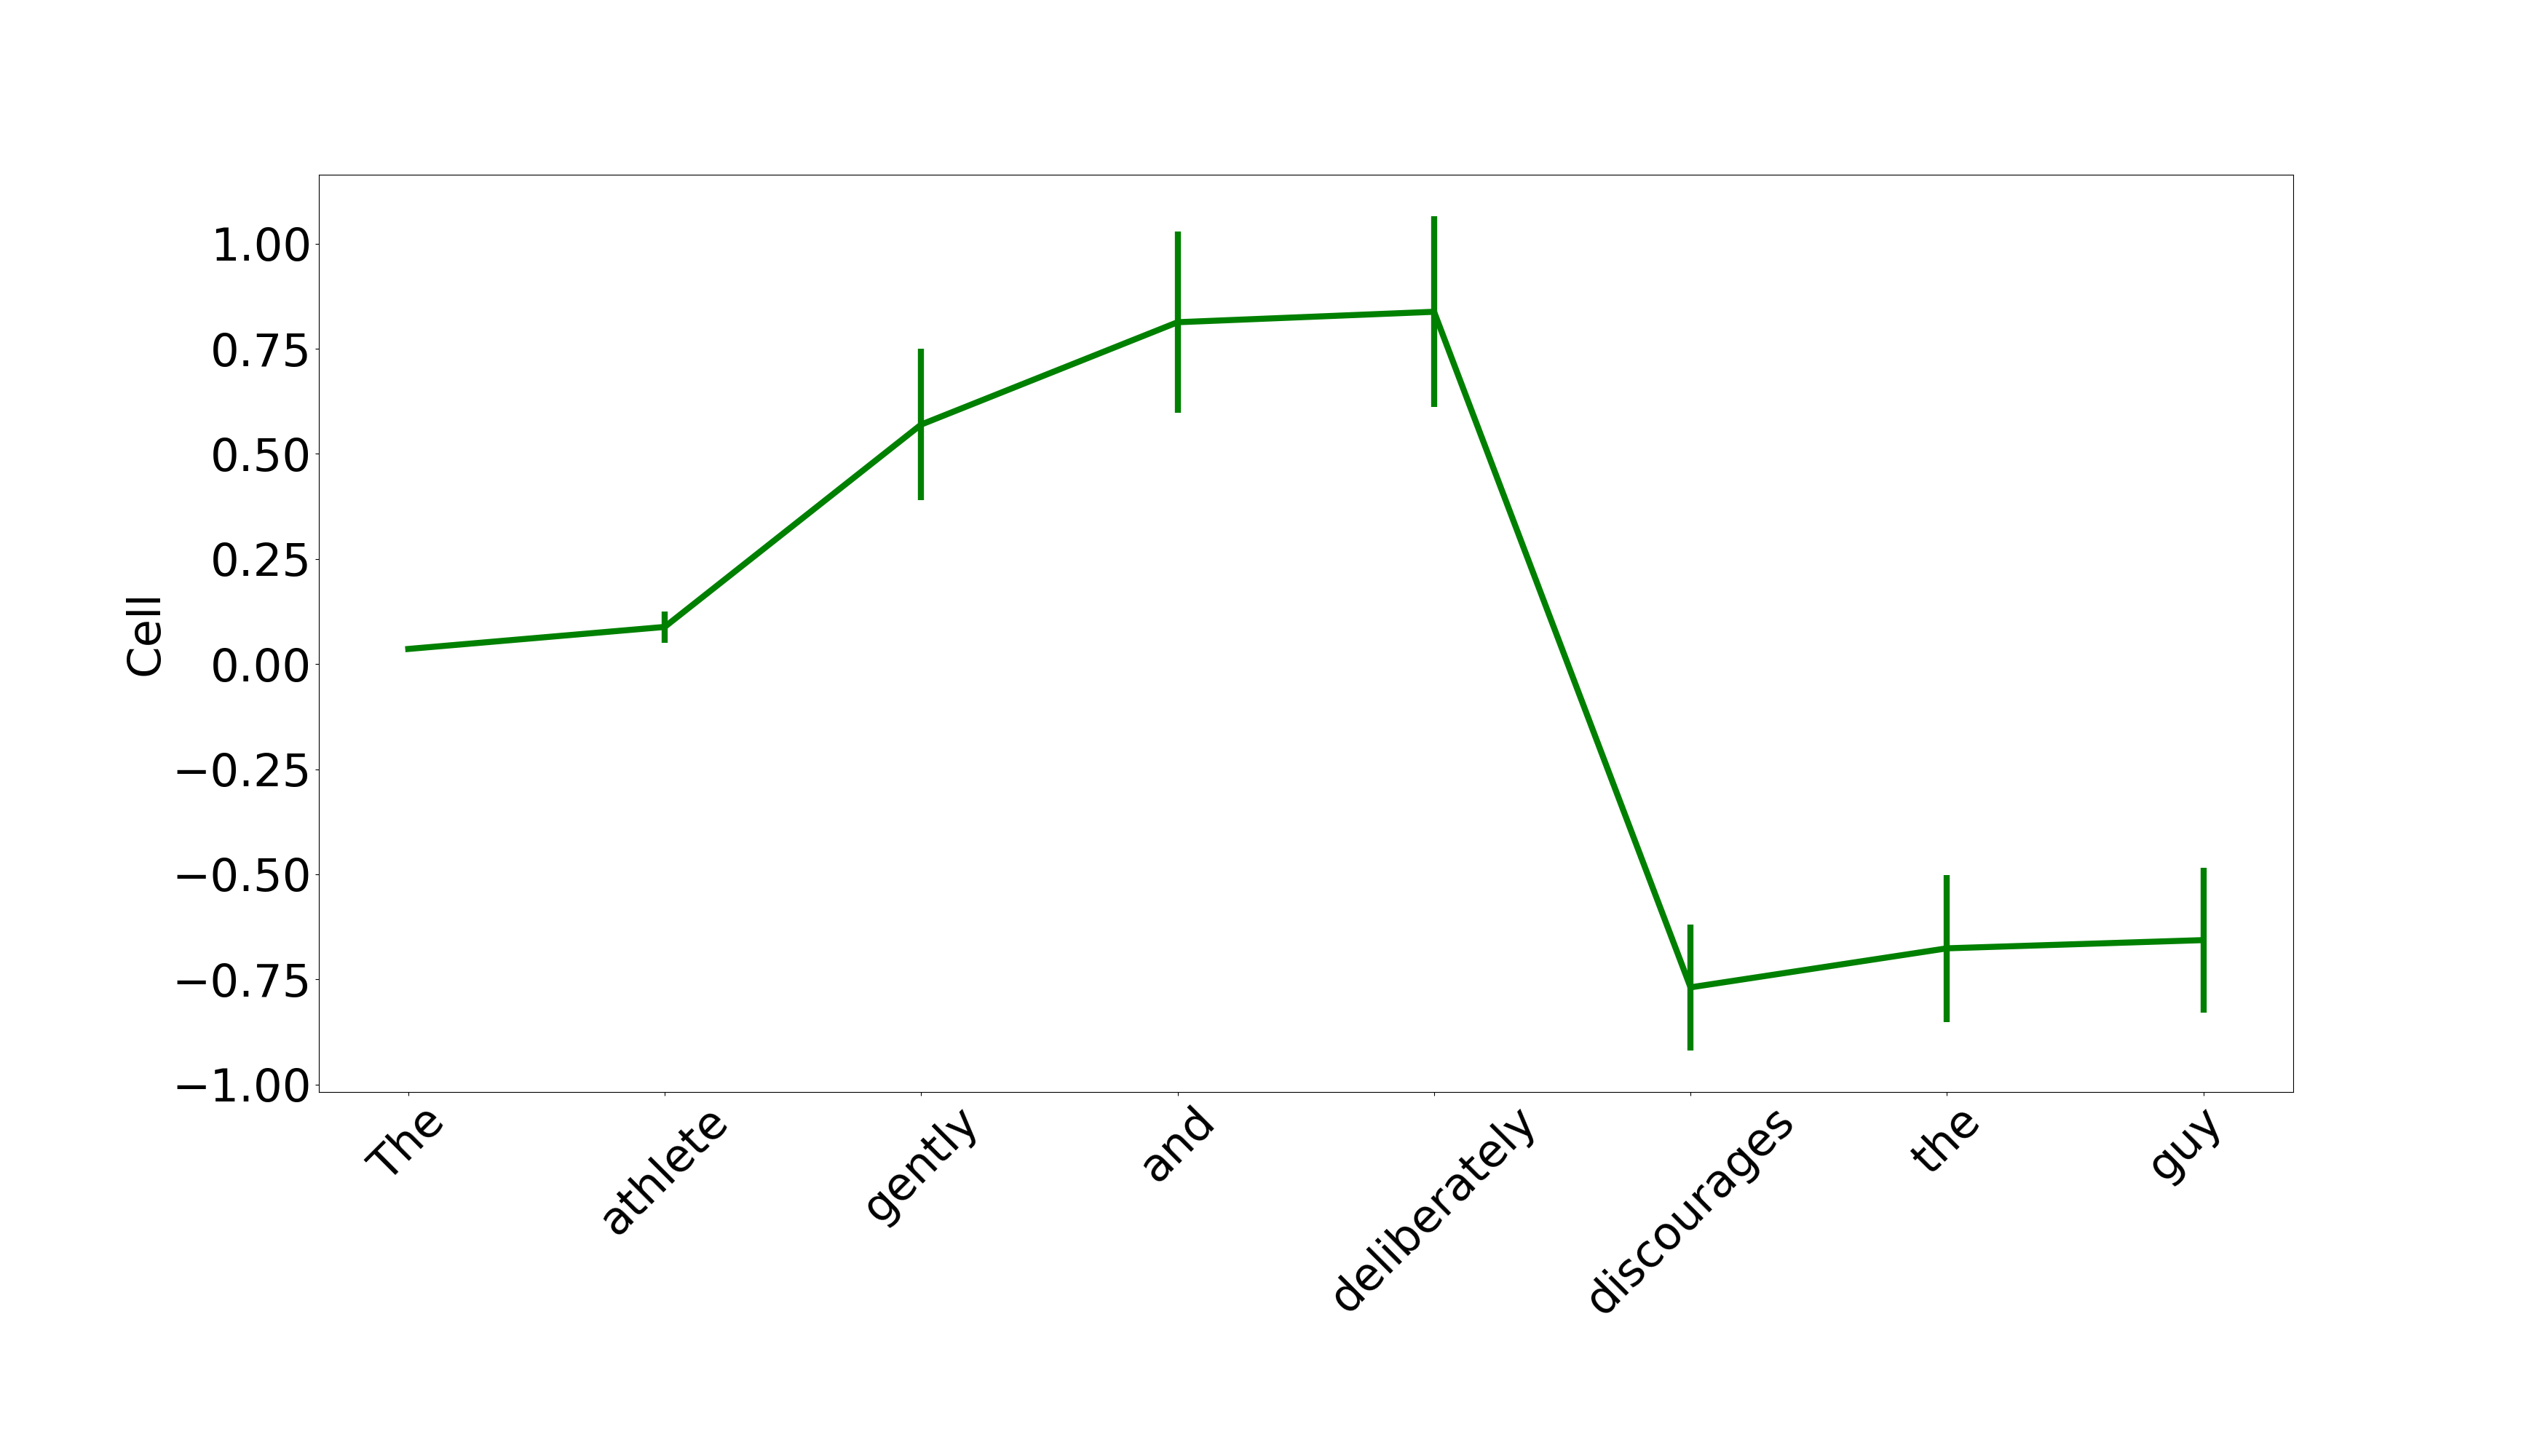 Cell
1.00
0.75
0.50
0.25
0.00
−0.25
−0.50
−0.75
−1.00
The
athlete
gently
and
deliberately
discourages
the
guy